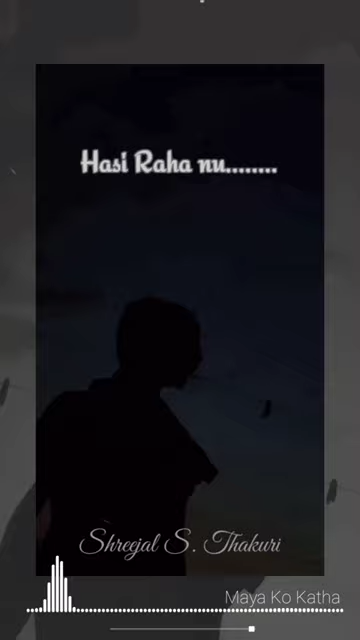 Hasi Raha nu........
Shreejal S. Thakuri
Maya Ko Katha